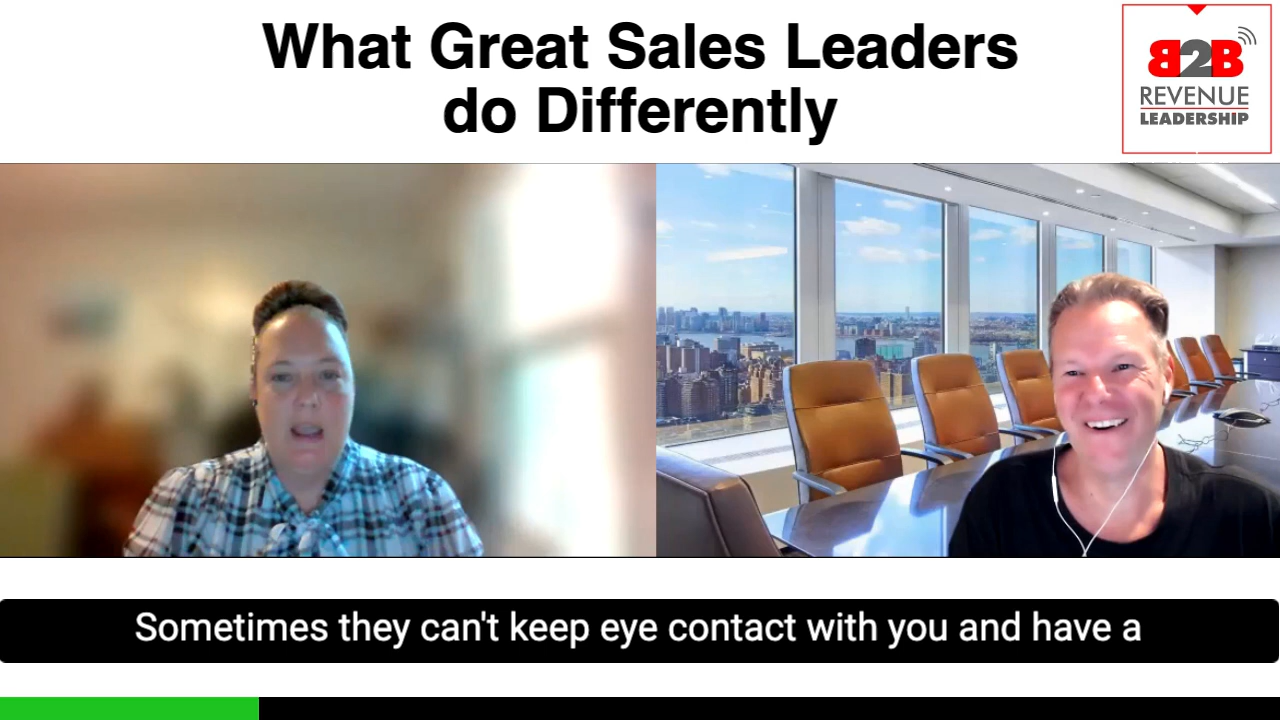 What Great Sales Leaders
do Differently
B2B
REVENUE
LEADERSHIP
Sometimes they can't keep eye contact with you and have a